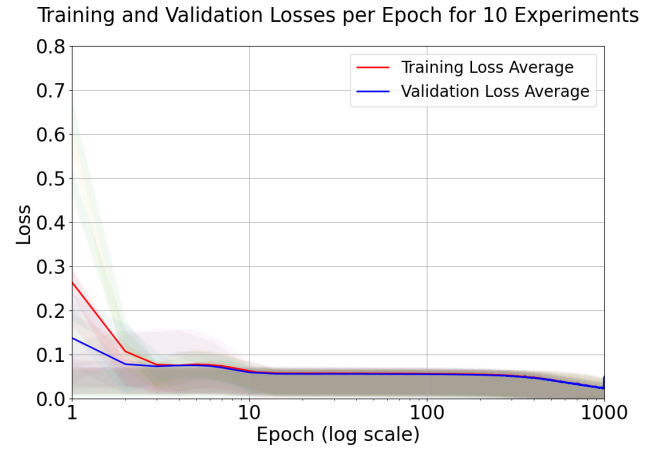 Training and Validation Losses per Epoch for 10 Experiments
0.8
0.7
0.6
0.5
0.4
0.3
0.2
0.1
0.0
Loss
Training Loss Average
Validation Loss Average
1
10
100
1000
Epoch (log scale)